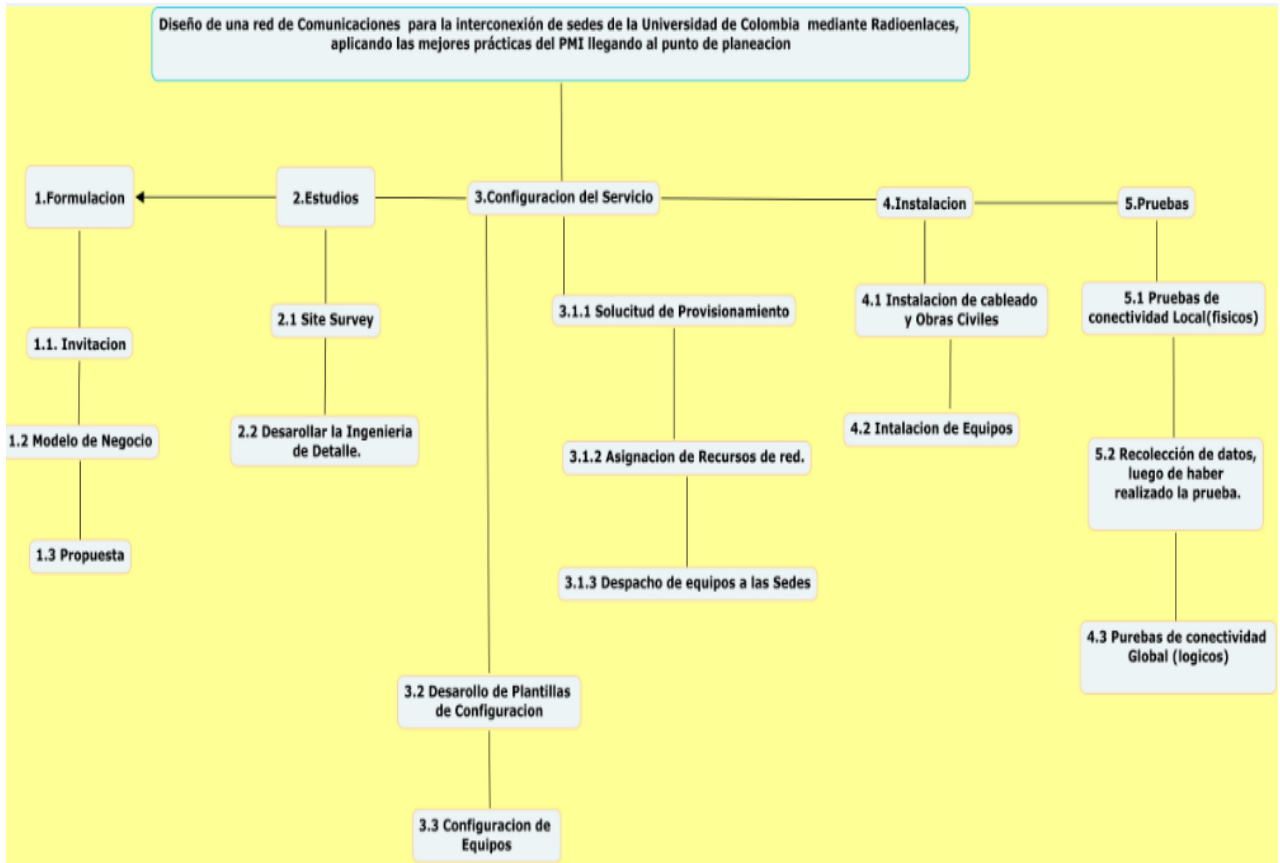 Diseño de una red de Comunicaciones para la interconexión de sedes de la Universidad de Colombia mediante Radioenlaces,
aplicando las mejores prácticas del PMI llegando al punto de planeacion
1.Formulacion
2.Estudios
3.Configuracion del Servicio
4.Instalacion
5.Pruebas
1.1. Invitacion
1.2 Modelo de Negocio
1.3 Propuesta
2.1 Site Survey
2.2 Desarollar la Ingenieria
de Detalle.
3.1.1 Solucitud de Provisionamiento
3.1.2 Asignacion de Recursos de red.
3.1.3 Despacho de equipos a las Sedes
3.2 Desarollo de Plantillas
de Configuracion
3.3 Configuracion de
Equipos
4.1 Instalacion de cableado
y Obras Civiles
4.2 Intalacion de Equipos
5.1 Pruebas de
conectividad Local(fisicos)
5.2 Recolección de datos,
luego de haber
realizado la prueba.
4.3 Purebas de conectividad
Global (logicos)